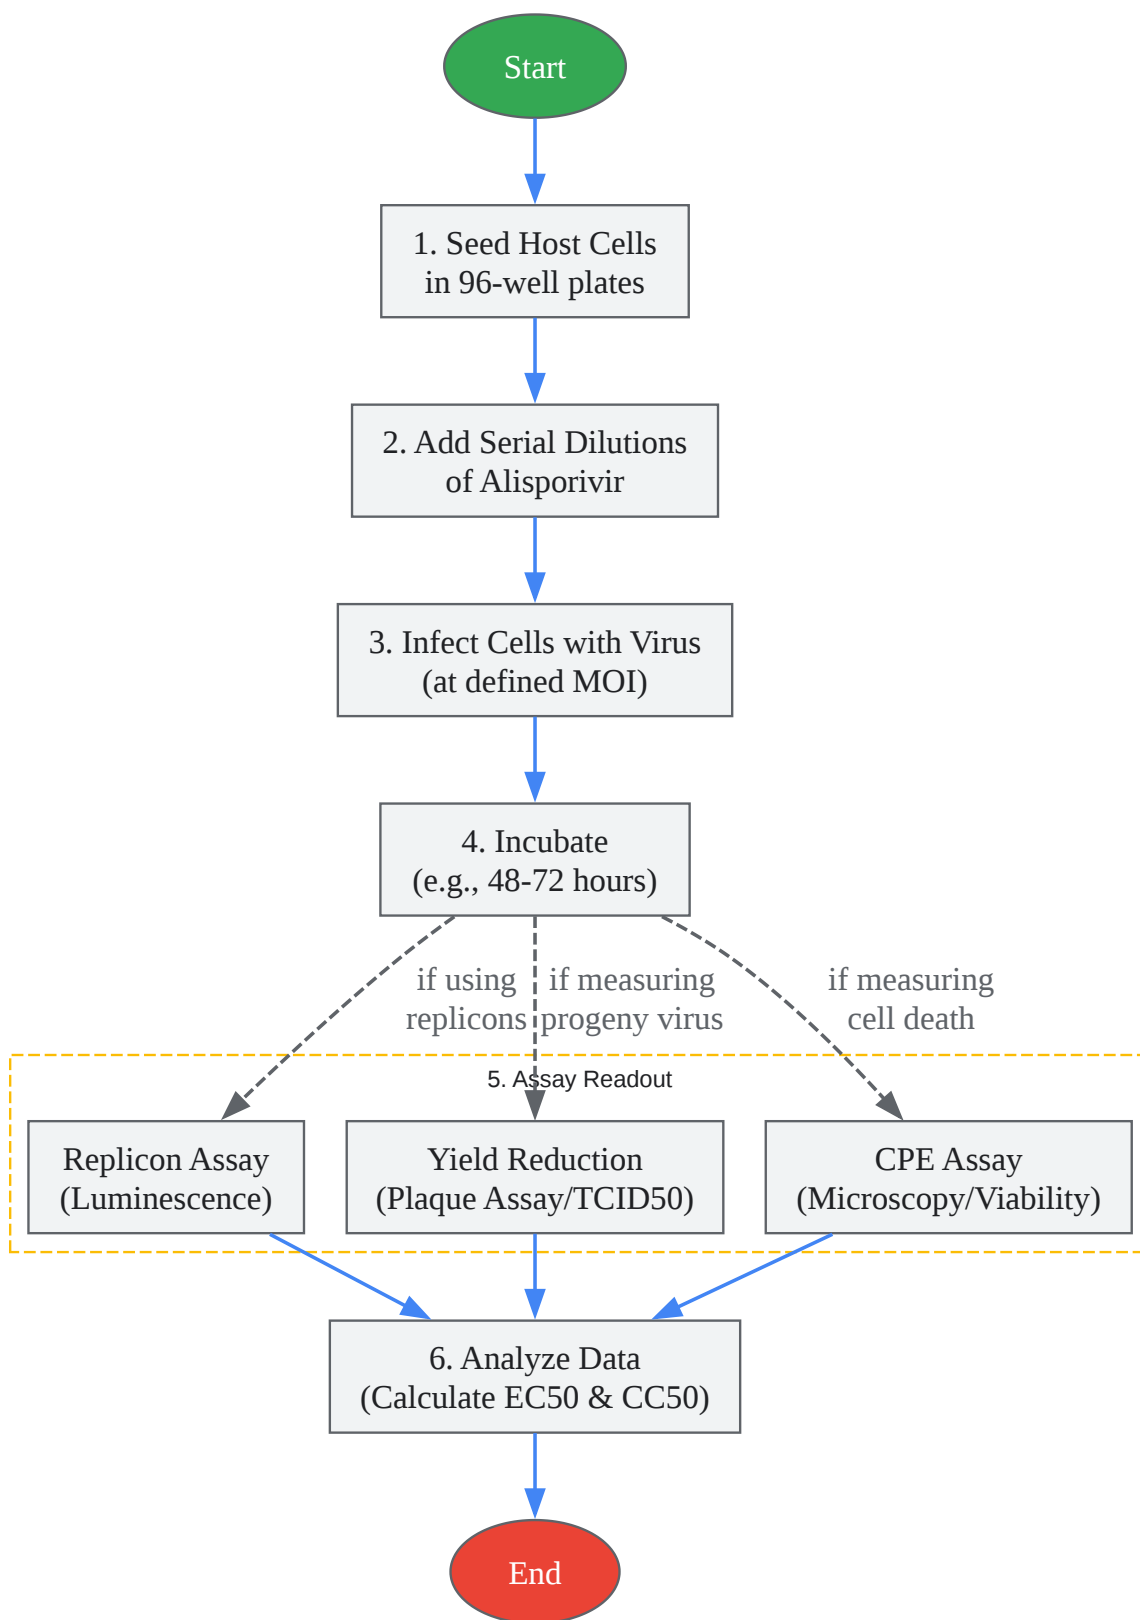 Start
1. Seed Host Cells
in 96-well plates
2. Add Serial Dilutions
of Alisporivir
3. Infect Cells with Virus
(at defined MOI)
4. Incubate
(e.g., 48-72 hours)
if using
replicons
if measuring
progeny virus
if measuring
cell death
5. Assay Readout
Replicon Assay
(Luminescence)
Yield Reduction
(Plaque Assay/TCID50)
CPE Assay
(Microscopy/Viability)
6. Analyze Data
(Calculate EC50 & CC50)
End